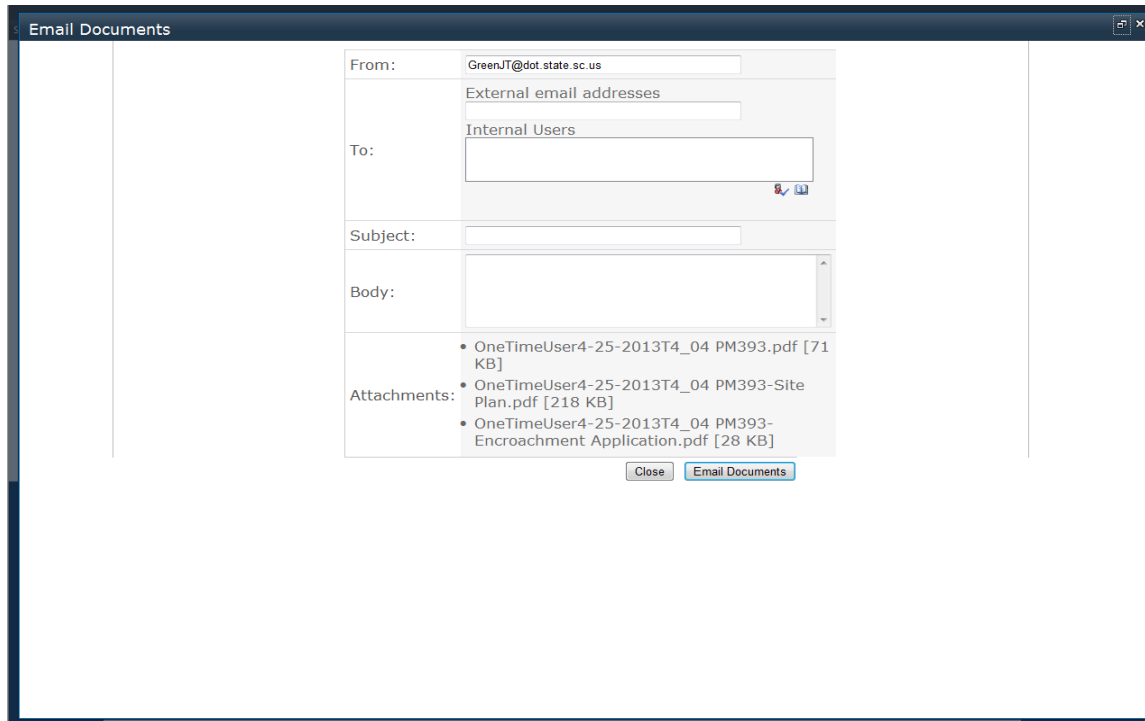 Email Documents
From:
GreenJT@dot.state.sc.us
External email addresses
Internal Users
To:
Subject:
Body:
Attachments:
• OneTimeUser4-25-2013T4_04 PM393.pdf [71
KB]
• OneTimeUser4-25-2013T4_04 PM393-Site
Plan.pdf [218 KB]
• OneTimeUser4-25-2013T4_04 PM393-
Encroachment Application.pdf [28 KB]
Close
Email Documents